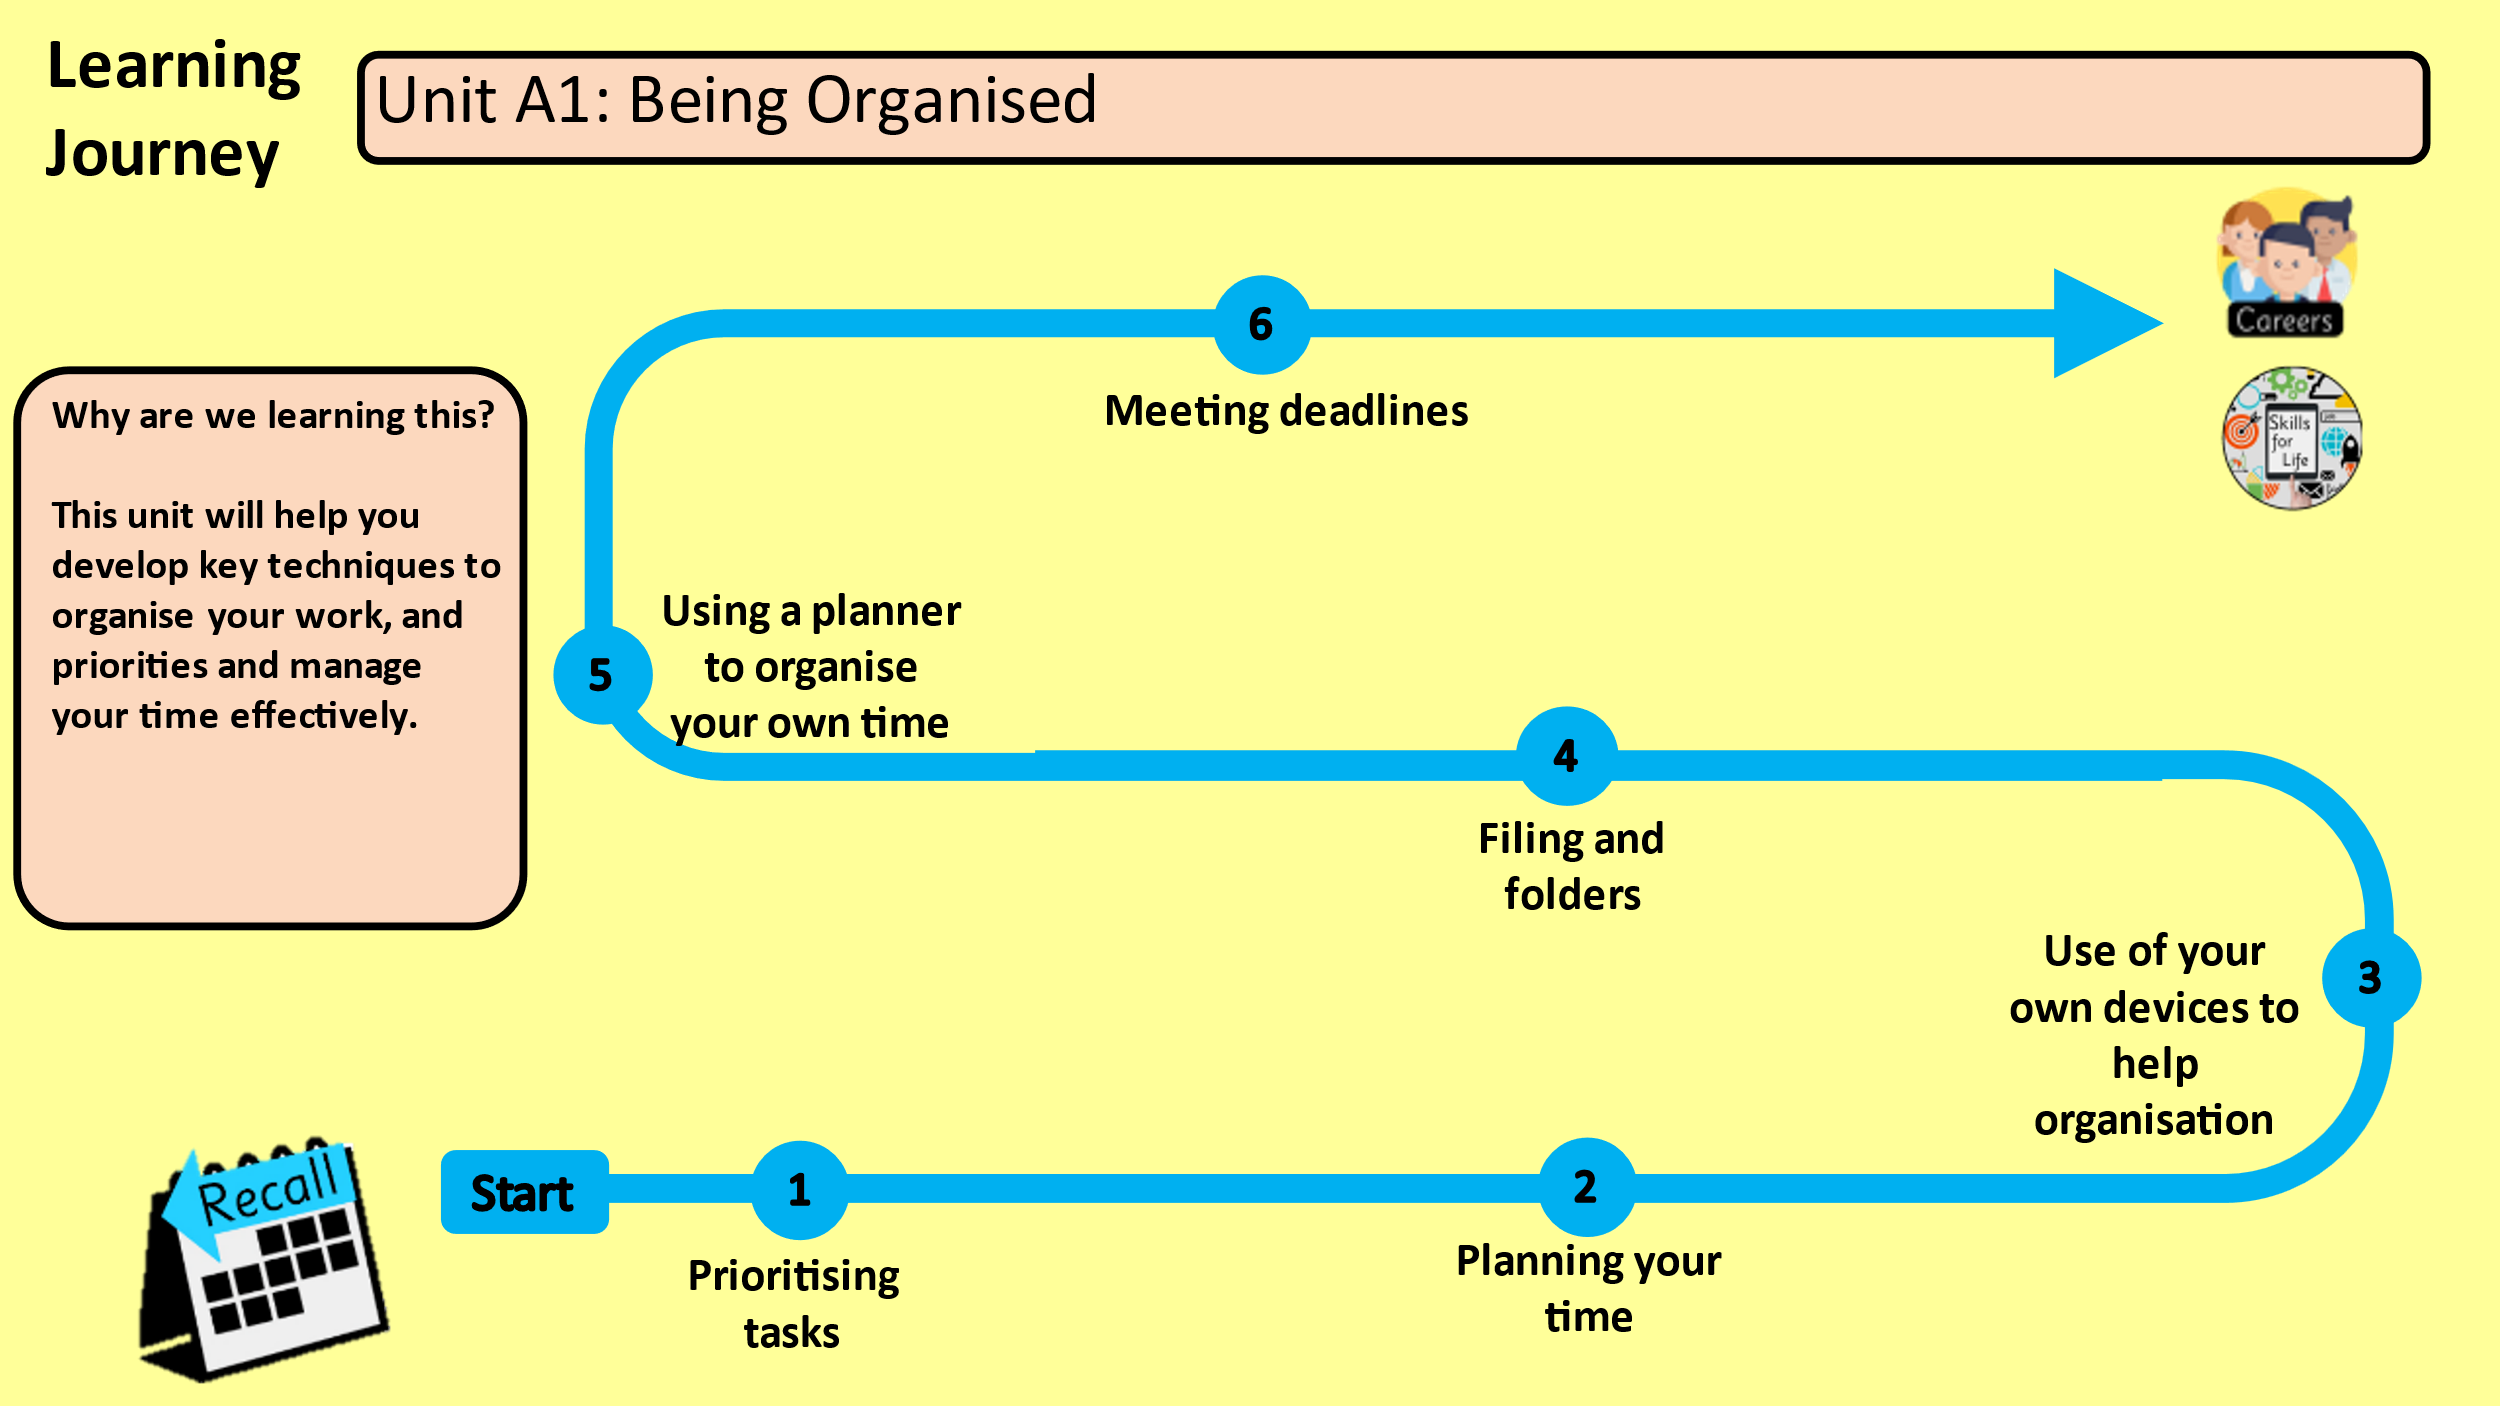 Learning
Journey
Unit A1: Being Organised
Careers
Skills
for
Life
6
Meeting deadlines
Why are we learning this?
This unit will help you
develop key techniques to
organise your work, and
priorities and manage
your time effectively.
5
Using a planner
to organise
your own time
4
Filing and
folders
3
Use of your
own devices to
help
organisation
Recall
Start
1
Prioritising
tasks
2
Planning your
time